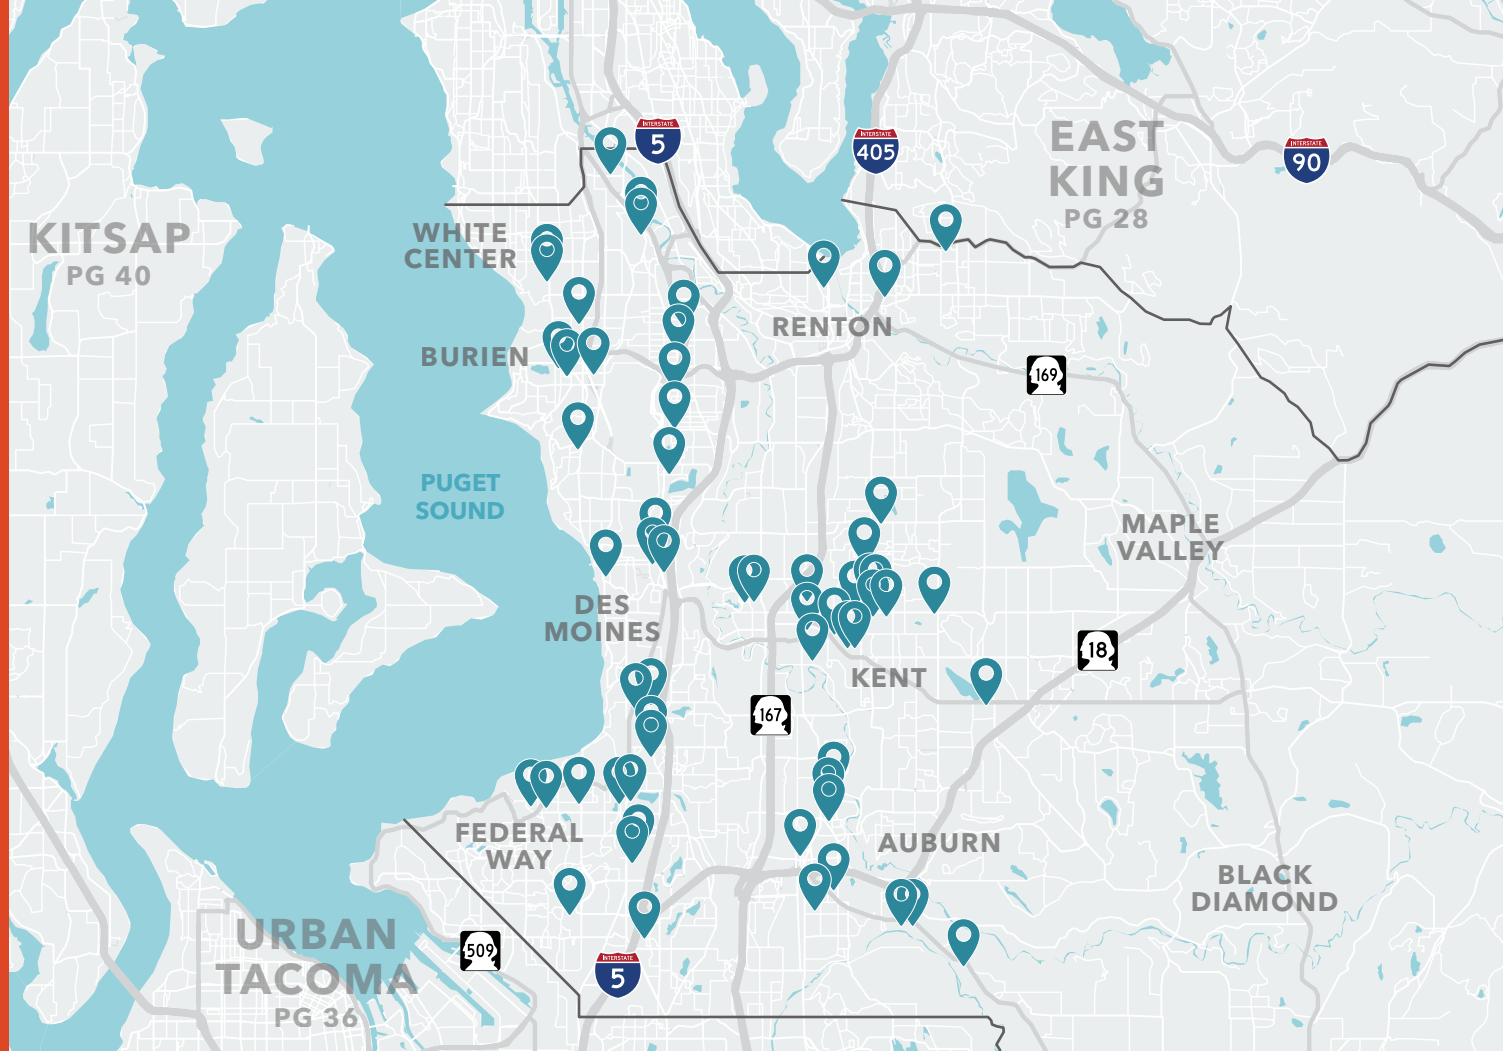 INTERSTATE
5
INTERSTATE
405
EAST
KING
PG 28
INTERSTATE
90
KITSAP
PG 40
WHITE
CENTER
RENTON
BURIEN
169
PUGET
SOUND
MAPLE
VALLEY
DES
MOINES
18
KENT
167
FEDERAL
WAY
AUBURN
BLACK
DIAMOND
URBAN
TACOMA
PG 36
509
INTERSTATE
5